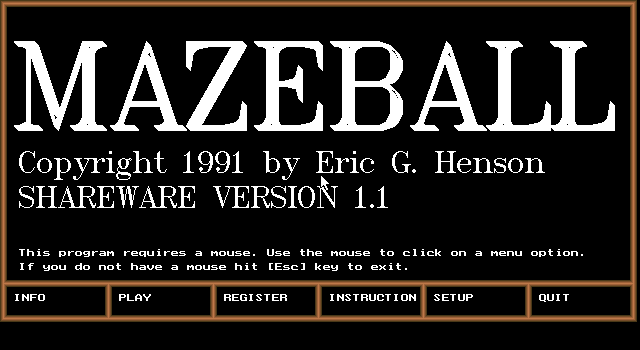 MAZEBALL
Copyright 1991 by Eric G. Henson
SHAREWARE VERSION 1.1
This program requires a mouse. Use the mouse to click on a menu option.
If you do not have a mouse hit [Esc] key to exit.
INFO PLAY REGISTER INSTRUCTION SETUP QUIT